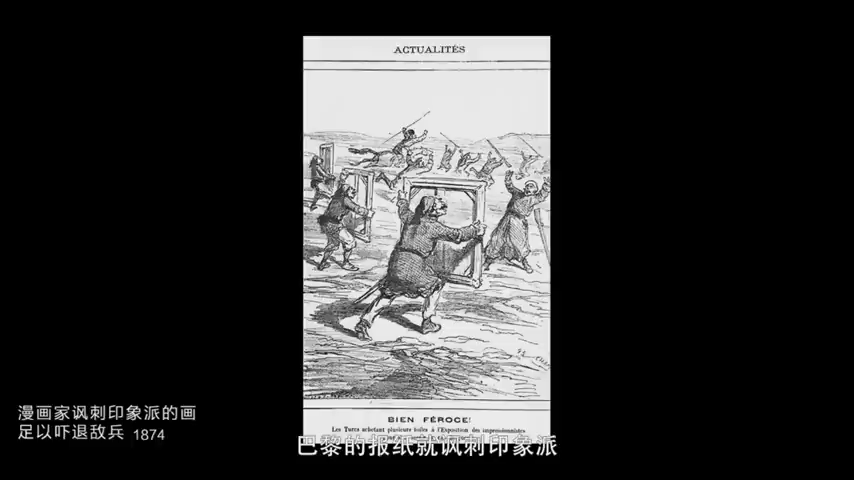 ACTUALITÉS
BIEN FÉROCE!
Les Turcs achetant plusieurs toiles à l'Exposition des impressionnistes
漫画家讽刺印象派的画
足以吓退敌兵 1874
巴黎的报纸就讽刺印象派